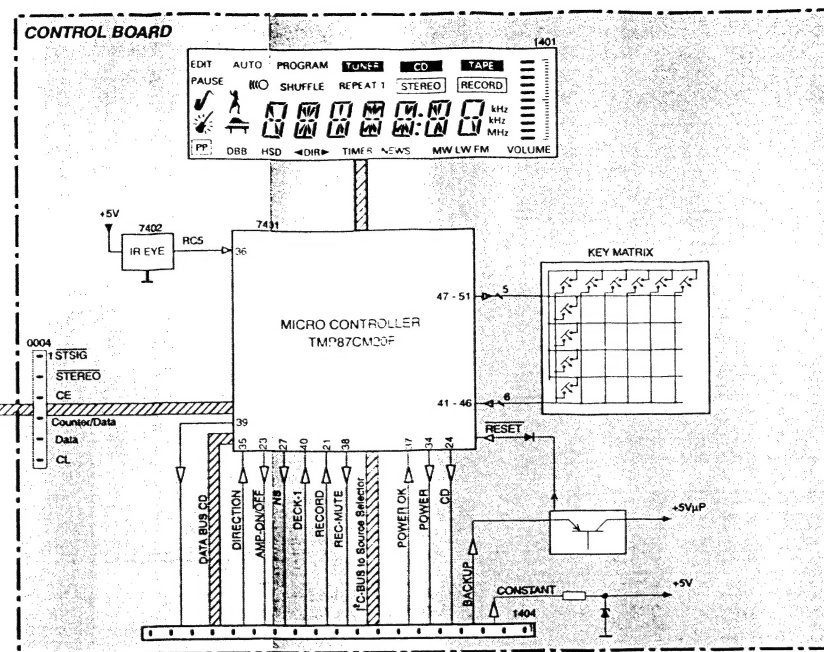 CONTROL BOARD
1401
EDIT AUTO PROGRAM TUNER CD TAPE
PAUSE SHUFFLE REPEAT 1 STEREO RECORD
kHz
kHz
MHz
PP DBB HSD ◄DIR► TIMER NEWS MW LW FM VOLUME
+5V
7402
IR EYE
RC5
7431
36
MICRO CONTROLLER
TMP87CM20F
47 - 51
5
KEY MATRIX
41 - 46
6
0004
1 STSIG
STEREO
CE
Counter/Data
Data
CL
39
35
23
27
40
21
38
37
34
24
RESET
DATA BUS CD
DIRECTION
AMP-ON/OFF
NB
DECK-1
RECORD
REC-MUTE
I²C-BUS to Source Selector
POWER OK
POWER
CD
BACKUP
+5VµP
CONSTANT
+5V
1404